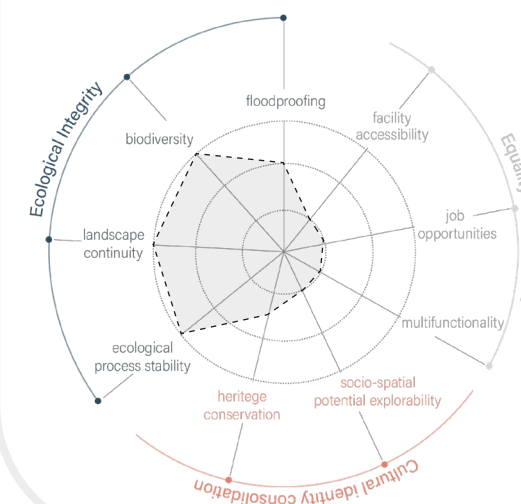 floodproofing
facility
accessibility
biodiversity
Ecological Integrity
Equality
job
opportunities
landscape
continuity
multifunctionality
ecological
process stability
socio-spatial
potential explorability
heritege
conservation
Cultural identity consolidation